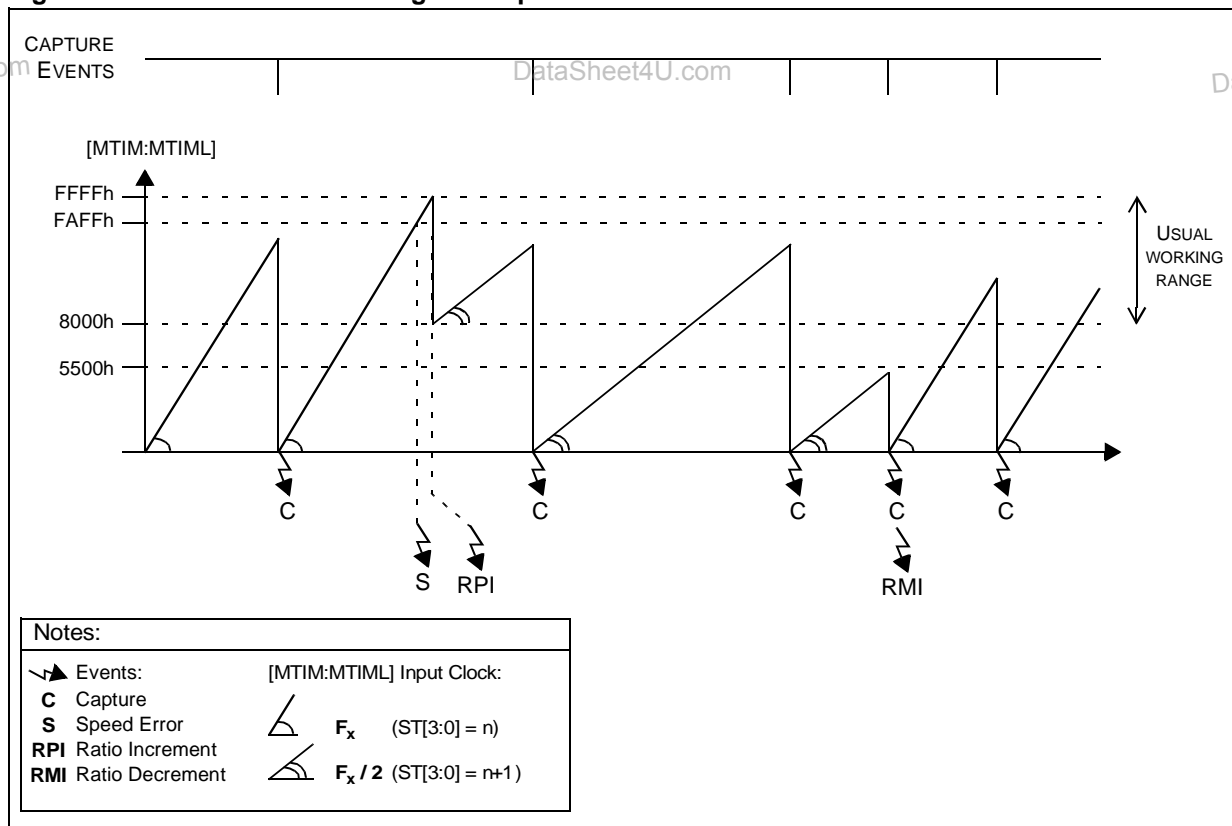 CAPTURE
EVENTS
om
DataSheet4U.com
Da
[MTIM:MTIML]
FFFFh
FAFFh
8000h
5500h
USUAL
WORKING
RANGE
C
C
C
C
C
S
RPI
RMI
Notes:
Events:
[MTIM:MTIML] Input Clock:
C Capture
S Speed Error
Fx (ST[3:0] = n)
RPI Ratio Increment
RMI Ratio Decrement
Fx / 2 (ST[3:0] = n+1)